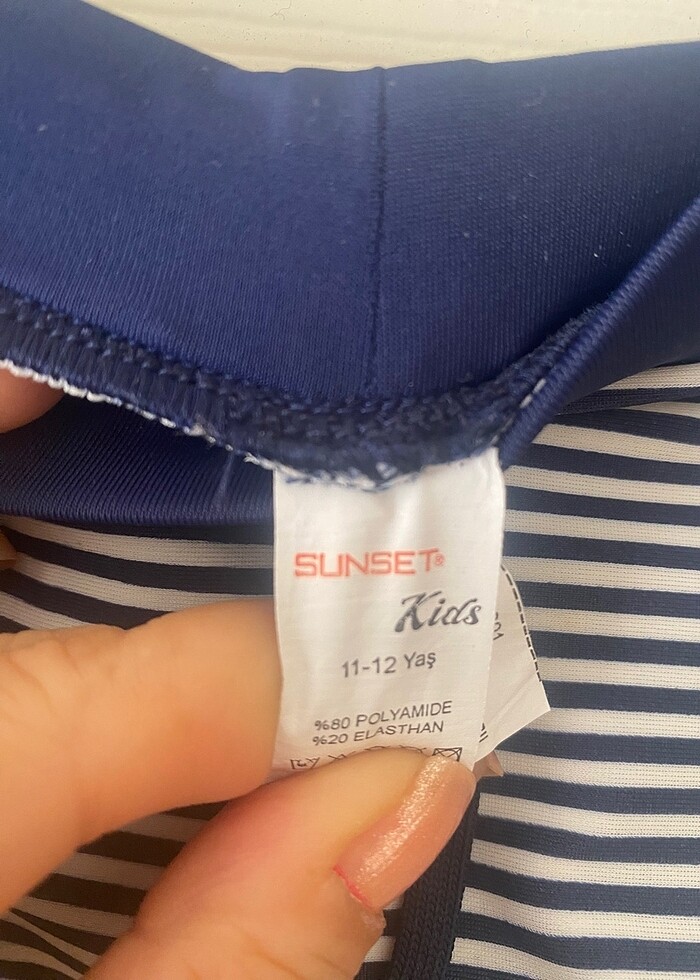 SUNSET®
Kids
11-12 Yaş
%80 POLYAMIDE
%20 ELASTHAN